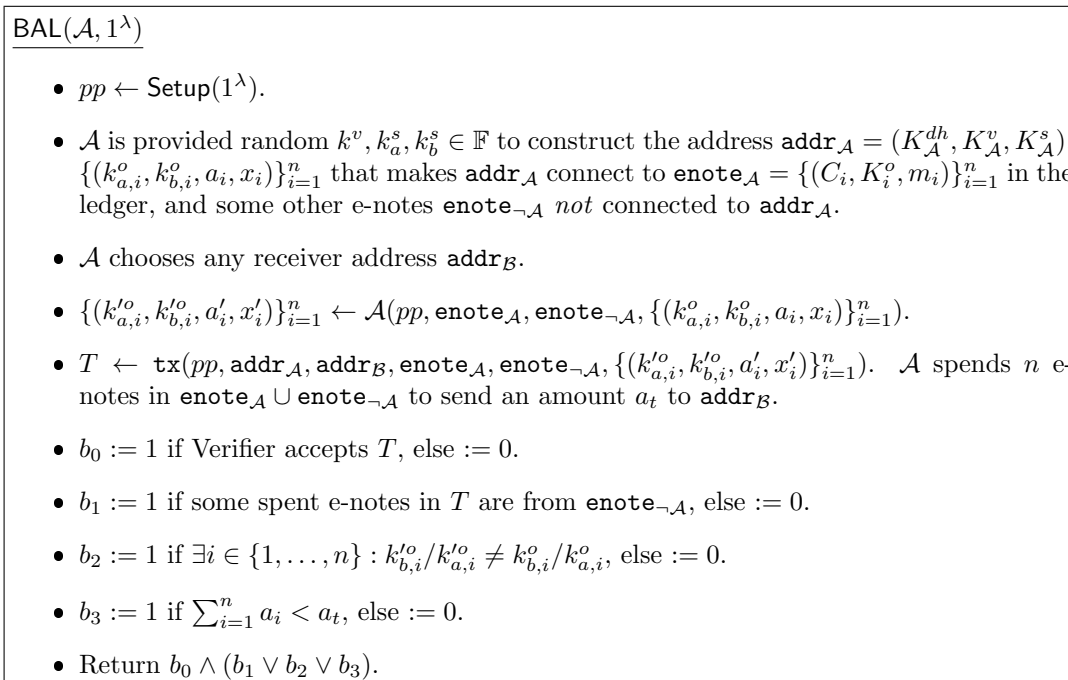 BAL(𝒜, 1^λ)
• pp ← Setup(1^λ).
• 𝒜 is provided random k^v, k^s_a, k^s_b ∈ 𝔽 to construct the address addr_𝒜 = (K^{dh}_𝒜, K^v_𝒜, K^s_𝒜)
{(k^o_{a,i}, k^o_{b,i}, a_i, x_i)}^n_{i=1} that makes addr_𝒜 connect to enote_𝒜 = {(C_i, K^o_i, m_i)}^n_{i=1} in the
ledger, and some other e-notes enote_{¬𝒜} not connected to addr_𝒜.
• 𝒜 chooses any receiver address addr_ℬ.
• {(k'^o_{a,i}, k'^o_{b,i}, a'_i, x'_i)}^n_{i=1} ← 𝒜(pp, enote_𝒜, enote_{¬𝒜}, {(k^o_{a,i}, k^o_{b,i}, a_i, x_i)}^n_{i=1}).
• T ← tx(pp, addr_𝒜, addr_ℬ, enote_𝒜, enote_{¬𝒜}, {(k'^o_{a,i}, k'^o_{b,i}, a'_i, x'_i)}^n_{i=1}). 𝒜 spends n e-
notes in enote_𝒜 ∪ enote_{¬𝒜} to send an amount a_t to addr_ℬ.
• b_0 := 1 if Verifier accepts T, else := 0.
• b_1 := 1 if some spent e-notes in T are from enote_{¬𝒜}, else := 0.
• b_2 := 1 if ∃i ∈ {1, . . . , n} : k'^o_{b,i}/k'^o_{a,i} ≠ k^o_{b,i}/k^o_{a,i}, else := 0.
• b_3 := 1 if ∑^n_{i=1} a_i < a_t, else := 0.
• Return b_0 ∧ (b_1 ∨ b_2 ∨ b_3).